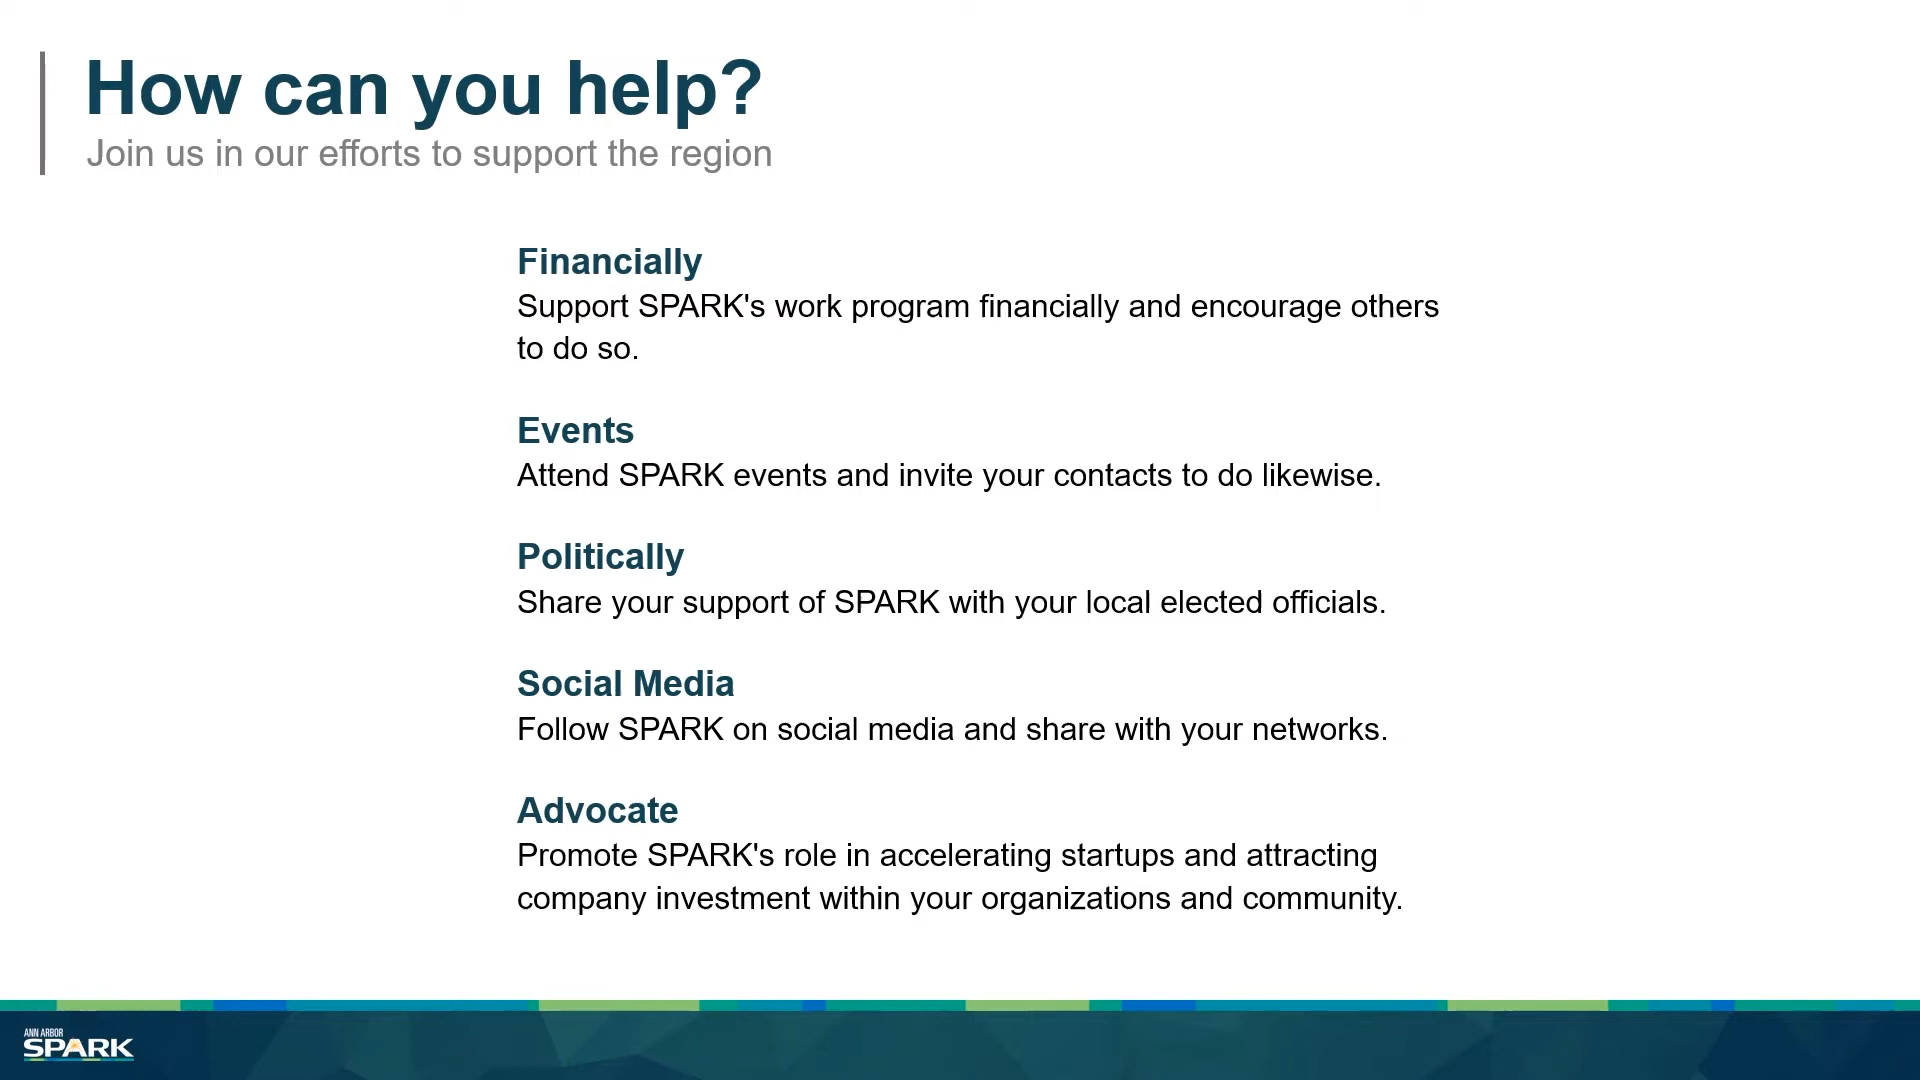 How can you help?
Join us in our efforts to support the region
Financially
Support SPARK's work program financially and encourage others
to do so.
Events
Attend SPARK events and invite your contacts to do likewise.
Politically
Share your support of SPARK with your local elected officials.
Social Media
Follow SPARK on social media and share with your networks.
Advocate
Promote SPARK's role in accelerating startups and attracting
company investment within your organizations and community.
ANN ARBOR
SPARK